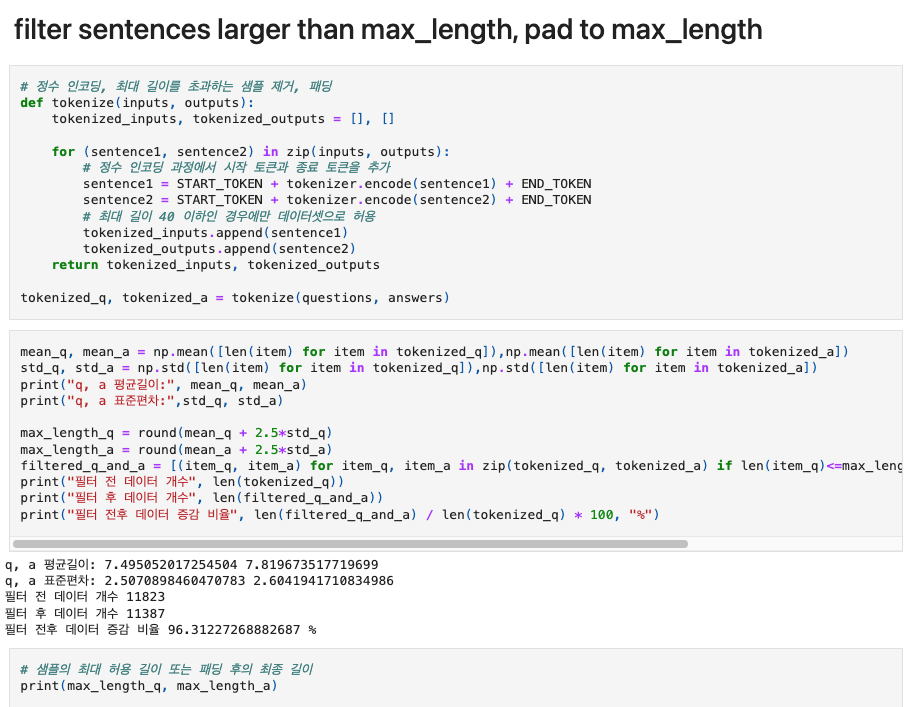 filter sentences larger than max_length, pad to max_length
# 정수 인코딩, 최대 길이를 초과하는 샘플 제거, 패딩
def tokenize(inputs, outputs):
    tokenized_inputs, tokenized_outputs = [], []
    for (sentence1, sentence2) in zip(inputs, outputs):
        # 정수 인코딩 과정에서 시작 토큰과 종료 토큰을 추가
        sentence1 = START_TOKEN + tokenizer.encode(sentence1) + END_TOKEN
        sentence2 = START_TOKEN + tokenizer.encode(sentence2) + END_TOKEN
        # 최대 길이 40 이하인 경우에만 데이터셋으로 허용
        tokenized_inputs.append(sentence1)
        tokenized_outputs.append(sentence2)
    return tokenized_inputs, tokenized_outputs
tokenized_q, tokenized_a = tokenize(questions, answers)
mean_q, mean_a = np.mean([len(item) for item in tokenized_q]),np.mean([len(item) for item in tokenized_a])
std_q, std_a = np.std([len(item) for item in tokenized_q]),np.std([len(item) for item in tokenized_a])
print("q, a 평균길이:", mean_q, mean_a)
print("q, a 표준편차:",std_q, std_a)
max_length_q = round(mean_q + 2.5*std_q)
max_length_a = round(mean_a + 2.5*std_a)
filtered_q_and_a = [(item_q, item_a) for item_q, item_a in zip(tokenized_q, tokenized_a) if len(item_q)<=max_leng
print("필터 전 데이터 개수", len(tokenized_q))
print("필터 후 데이터 개수", len(filtered_q_and_a))
print("필터 전후 데이터 증감 비율", len(filtered_q_and_a) / len(tokenized_q) * 100, "%")
q, a 평균길이: 7.495052017254504 7.819673517719699
q, a 표준편차: 2.5070898460470783 2.6041941710834986
필터 전 데이터 개수 11823
필터 후 데이터 개수 11387
필터 전후 데이터 증감 비율 96.31227268882687 %
# 샘플의 최대 허용 길이 또는 패딩 후의 최종 길이
print(max_length_q, max_length_a)